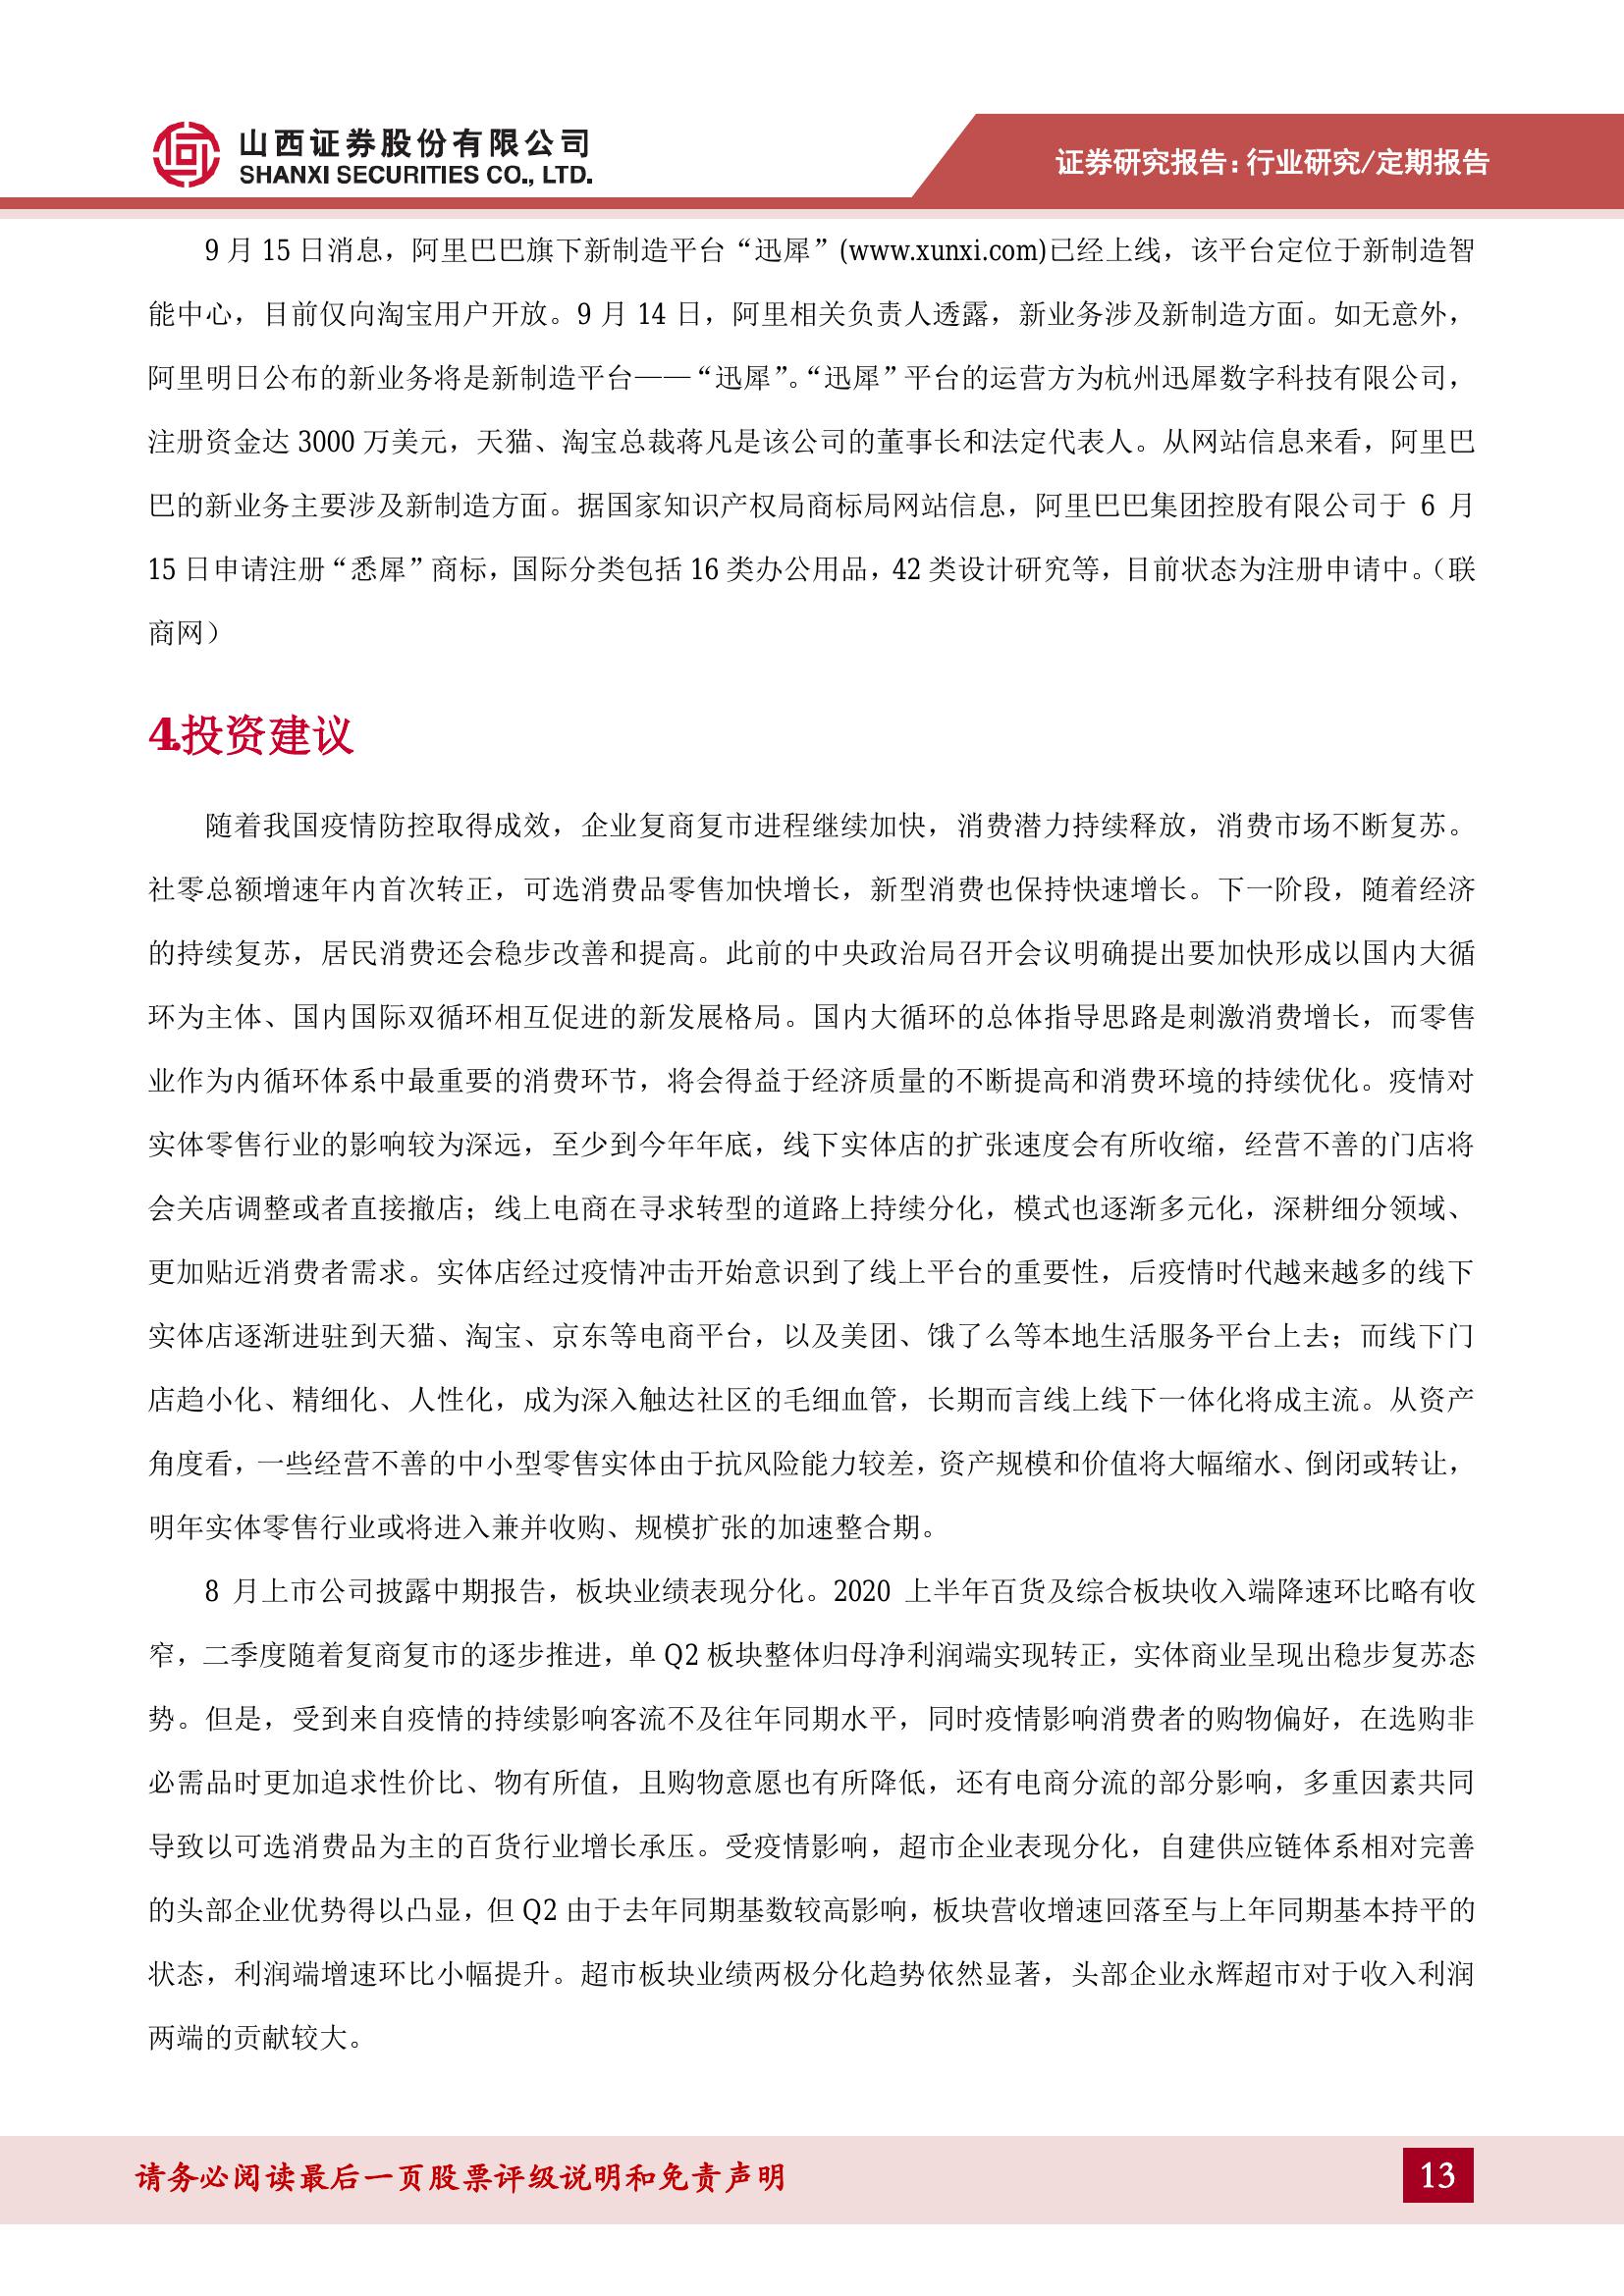 山西证券股份有限公司
SHANXI SECURITIES CO., LTD.
证券研究报告:行业研究/定期报告
9 月 15 日消息，阿里巴巴旗下新制造平台“迅犀”(www.xunxi.com)已经上线，该平台定位于新制造智
能中心，目前仅向淘宝用户开放。9 月 14 日，阿里相关负责人透露，新业务涉及新制造方面。如无意外，
阿里明日公布的新业务将是新制造平台——“迅犀”。“迅犀”平台的运营方为杭州迅犀数字科技有限公司，
注册资金达 3000 万美元，天猫、淘宝总裁蒋凡是该公司的董事长和法定代表人。从网站信息来看，阿里巴
巴的新业务主要涉及新制造方面。据国家知识产权局商标局网站信息，阿里巴巴集团控股有限公司于 6 月
15 日申请注册“悉犀”商标，国际分类包括 16 类办公用品，42 类设计研究等，目前状态为注册申请中。（联
商网）
4.投资建议
随着我国疫情防控取得成效，企业复商复市进程继续加快，消费潜力持续释放，消费市场不断复苏。
社零总额增速年内首次转正，可选消费品零售加快增长，新型消费也保持快速增长。下一阶段，随着经济
的持续复苏，居民消费还会稳步改善和提高。此前的中央政治局召开会议明确提出要加快形成以国内大循
环为主体、国内国际双循环相互促进的新发展格局。国内大循环的总体指导思路是刺激消费增长，而零售
业作为内循环体系中最重要的消费环节，将会得益于经济质量的不断提高和消费环境的持续优化。疫情对
实体零售行业的影响较为深远，至少到今年年底，线下实体店的扩张速度会有所收缩，经营不善的门店将
会关店调整或者直接撤店；线上电商在寻求转型的道路上持续分化，模式也逐渐多元化，深耕细分领域、
更加贴近消费者需求。实体店经过疫情冲击开始意识到了线上平台的重要性，后疫情时代越来越多的线下
实体店逐渐进驻到天猫、淘宝、京东等电商平台，以及美团、饿了么等本地生活服务平台上去；而线下门
店趋小化、精细化、人性化，成为深入触达社区的毛细血管，长期而言线上线下一体化将成主流。从资产
角度看，一些经营不善的中小型零售实体由于抗风险能力较差，资产规模和价值将大幅缩水、倒闭或转让，
明年实体零售行业或将进入兼并收购、规模扩张的加速整合期。
8 月上市公司披露中期报告，板块业绩表现分化。2020 上半年百货及综合板块收入端降速环比略有收
窄，二季度随着复商复市的逐步推进，单 Q2 板块整体归母净利润端实现转正，实体商业呈现出稳步复苏态
势。但是，受到来自疫情的持续影响客流不及往年同期水平，同时疫情影响消费者的购物偏好，在选购非
必需品时更加追求性价比、物有所值，且购物意愿也有所降低，还有电商分流的部分影响，多重因素共同
导致以可选消费品为主的百货行业增长承压。受疫情影响，超市企业表现分化，自建供应链体系相对完善
的头部企业优势得以凸显，但 Q2 由于去年同期基数较高影响，板块营收增速回落至与上年同期基本持平的
状态，利润端增速环比小幅提升。超市板块业绩两极分化趋势依然显著，头部企业永辉超市对于收入利润
两端的贡献较大。
请务必阅读最后一页股票评级说明和免责声明
13